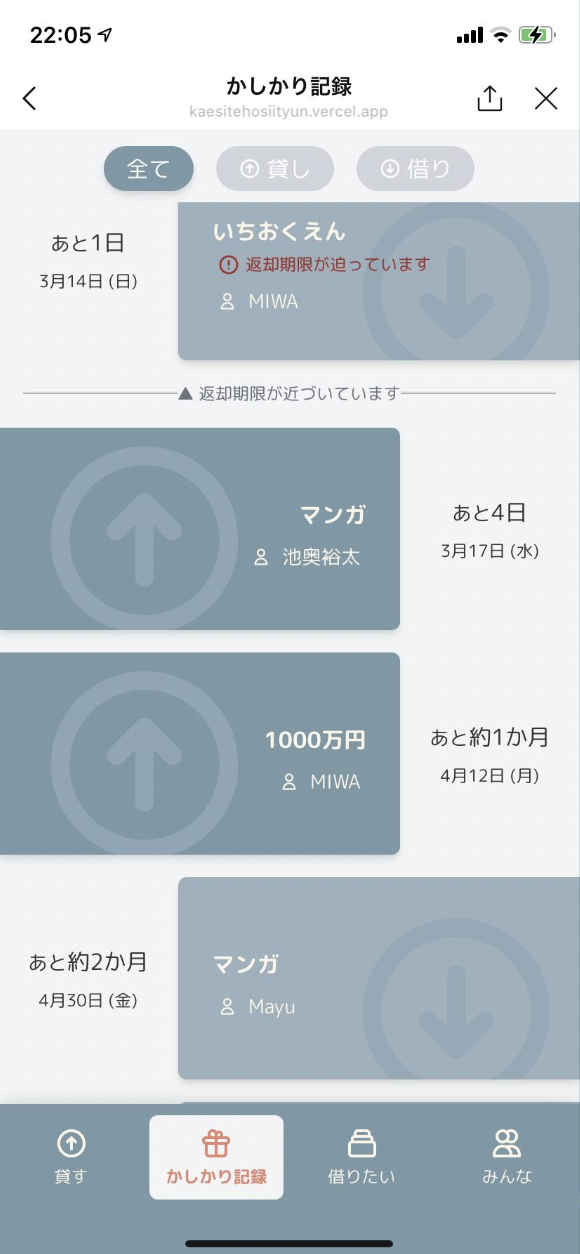 22:05
かしかり記録
kaesitehosiityun.vercel.app
全て
貸し
借り
あと1日
3月14日 (日)
いちおくえん
返却期限が迫っています
MIWA
▲ 返却期限が近づいています
マンガ
池奥裕太
あと4日
3月17日 (水)
1000万円
MIWA
あと約1か月
4月12日 (月)
あと約2か月
4月30日 (金)
マンガ
Mayu
貸す
かしかり記録
借りたい
みんな